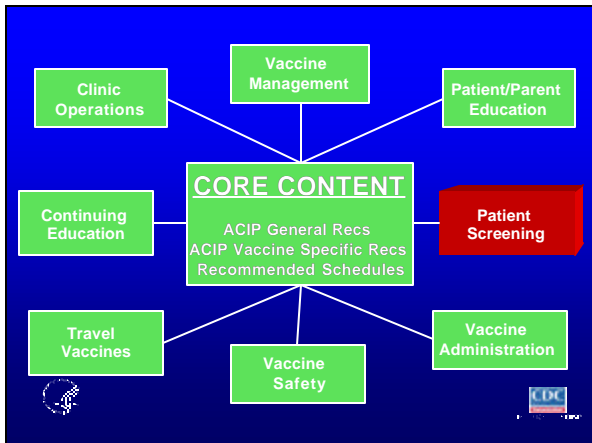 Vaccine
Management
Clinic
Operations
Patient/Parent
Education
CORE CONTENT
ACIP General Recs
ACIP Vaccine Specific Recs
Recommended Schedules
Continuing
Education
Patient
Screening
Travel
Vaccines
Vaccine
Safety
Vaccine
Administration
CDC